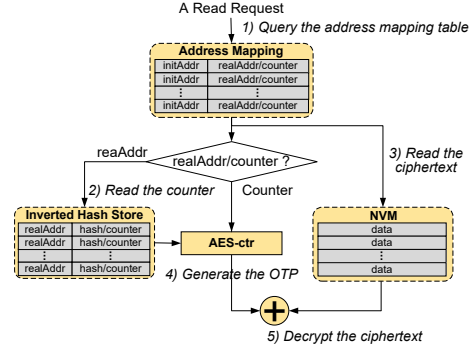 A Read Request
1) Query the address mapping table
Address Mapping
initAddr realAddr/counter
initAddr realAddr/counter
⋮ ⋮
initAddr realAddr/counter
reaAddr
realAddr/counter ?
3) Read the
ciphertext
2) Read the counter
Counter
Inverted Hash Store
realAddr hash/counter
realAddr hash/counter
⋮ ⋮
realAddr hash/counter
AES-ctr
NVM
data
data
⋮
data
4) Generate the OTP
5) Decrypt the ciphertext